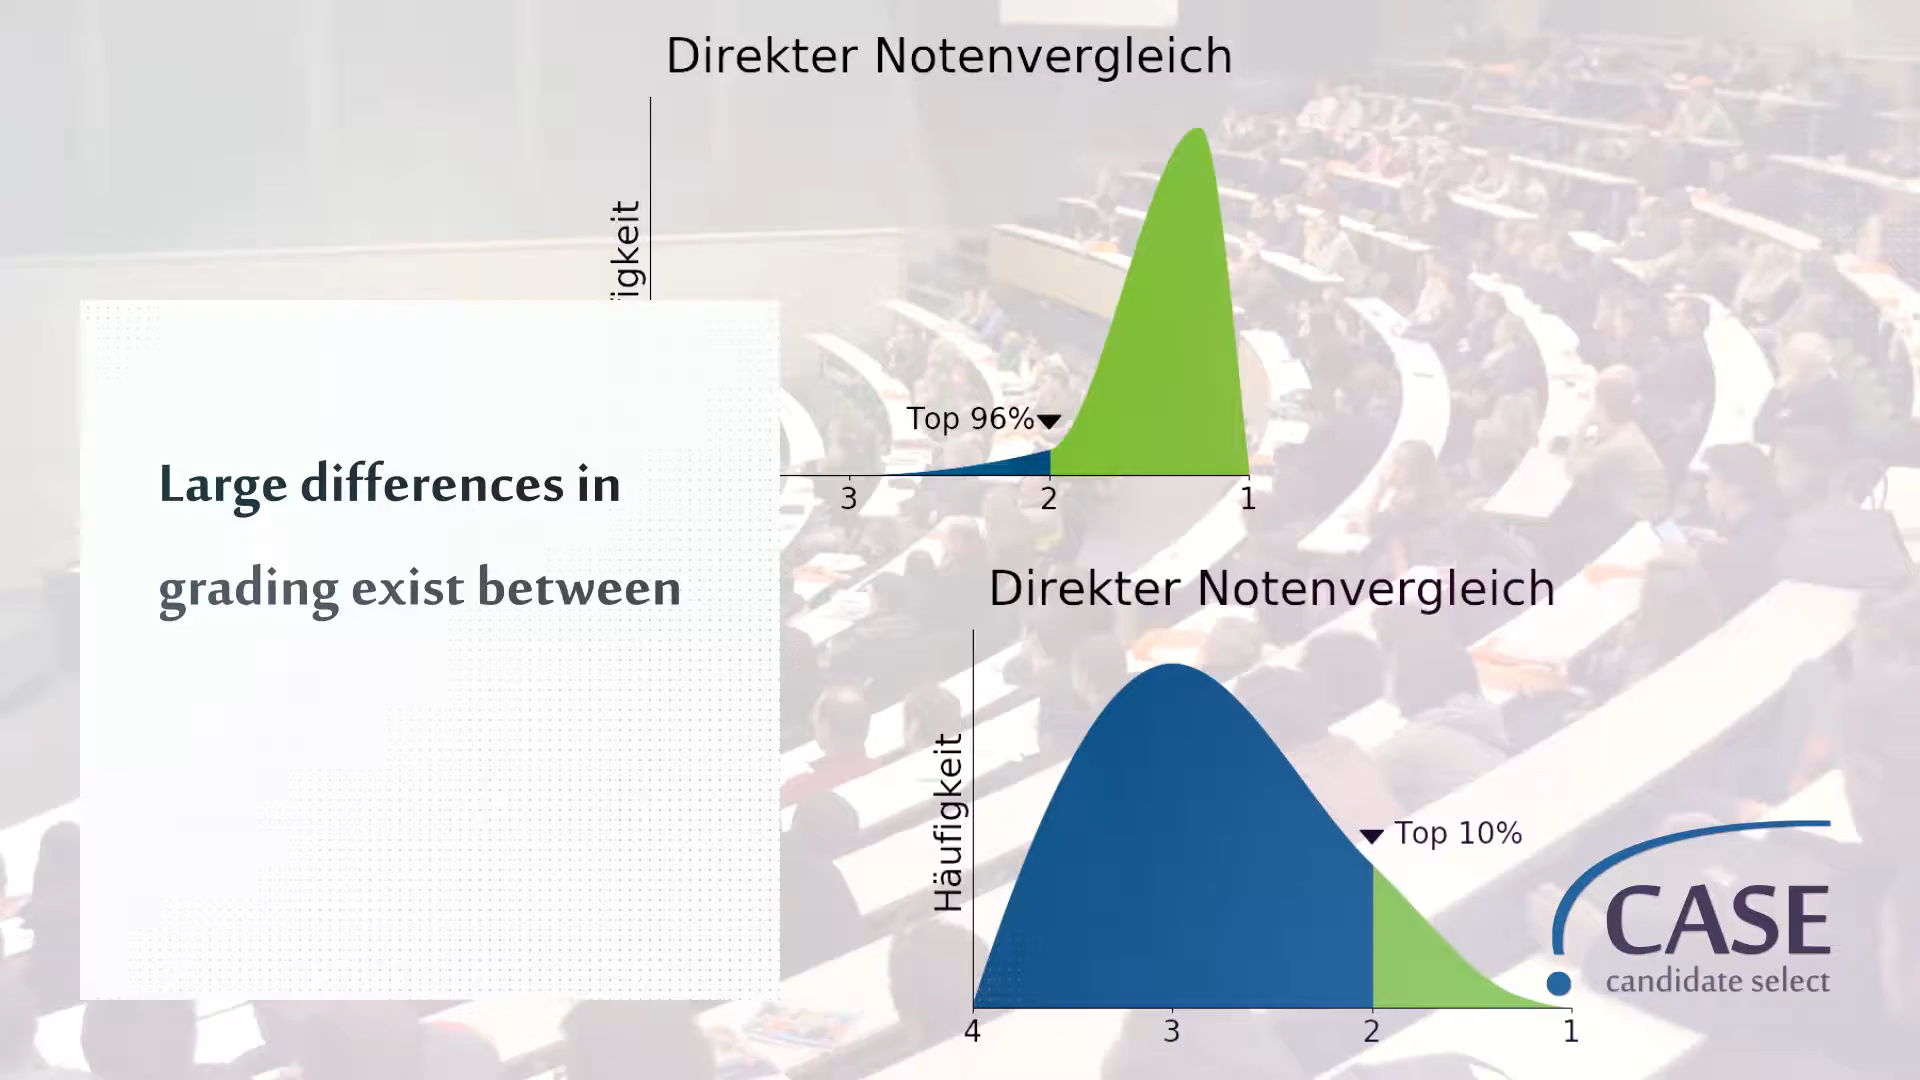 Direkter Notenvergleich
igkeit
Top 96%
3 2 1
Large differences in
grading exist between
Direkter Notenvergleich
Häufigkeit
Top 10%
4 3 2 1
CASE
candidate select